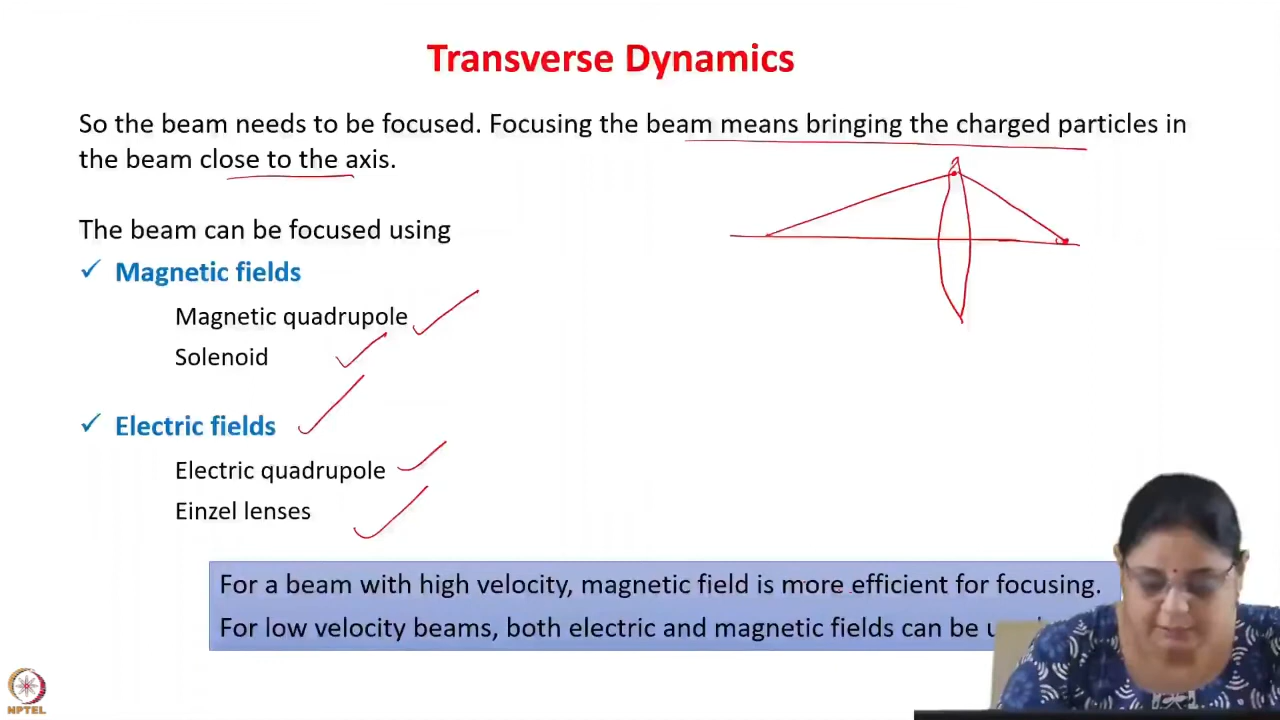 Transverse Dynamics
So the beam needs to be focused. Focusing the beam means bringing the charged particles in
the beam close to the axis.
The beam can be focused using
✓ Magnetic fields
Magnetic quadrupole
Solenoid
✓ Electric fields
Electric quadrupole
Einzel lenses
For a beam with high velocity, magnetic field is more efficient for focusing.
For low velocity beams, both electric and magnetic fields can be
NPTEL